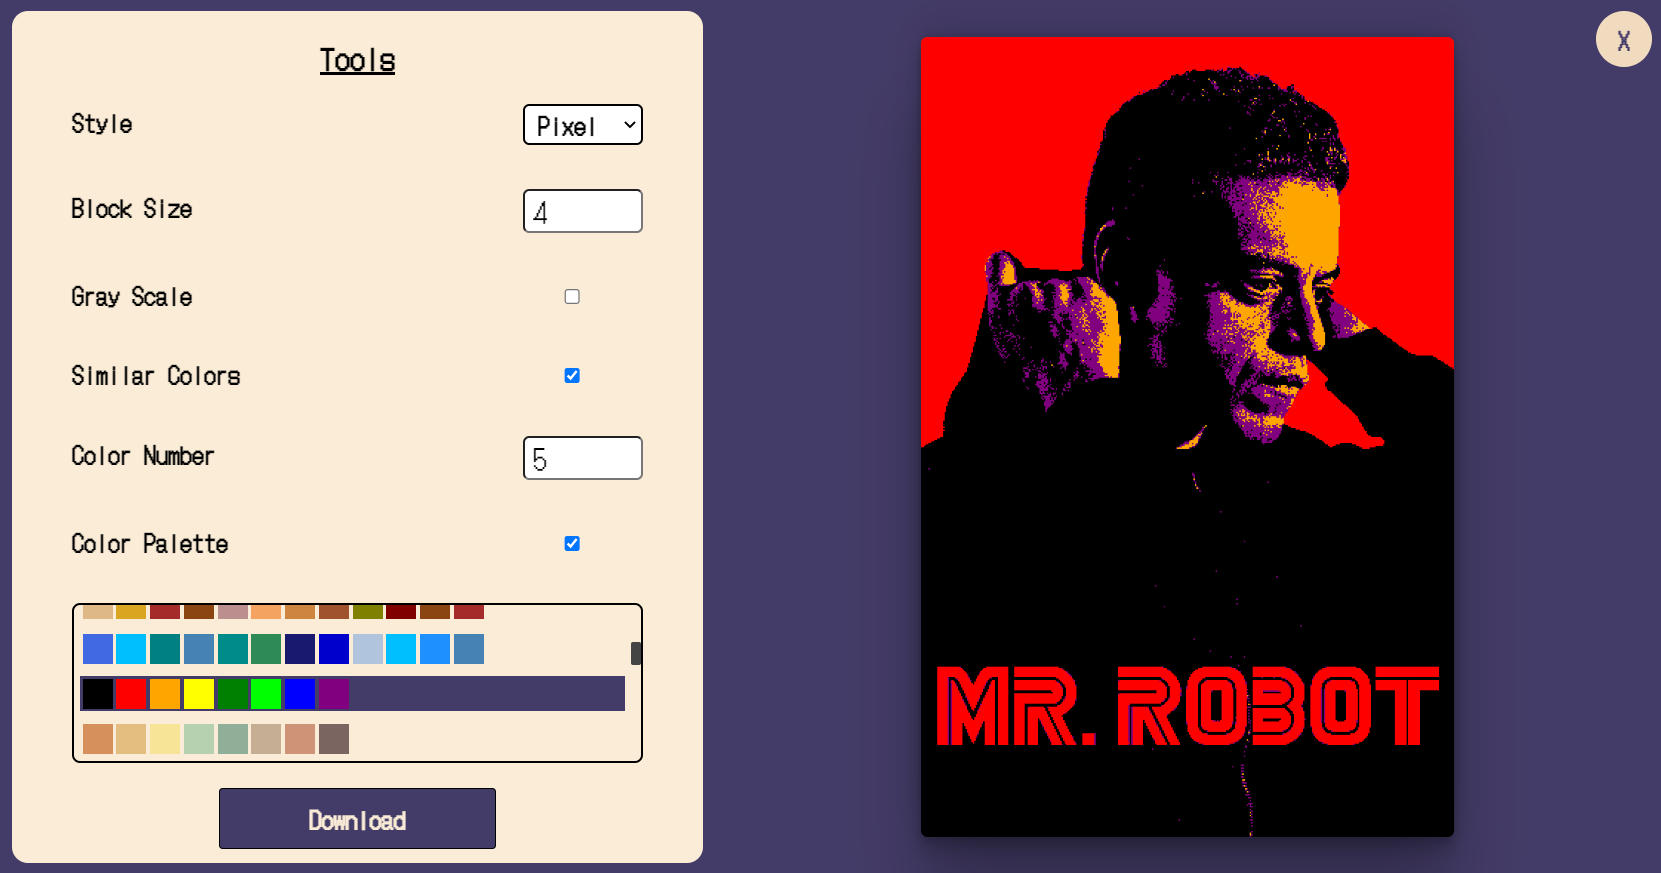 Tools
Style
Pixel
Block Size
4
Gray Scale
Similar Colors
Color Number
5
Color Palette
Download
X
MR. ROBOT